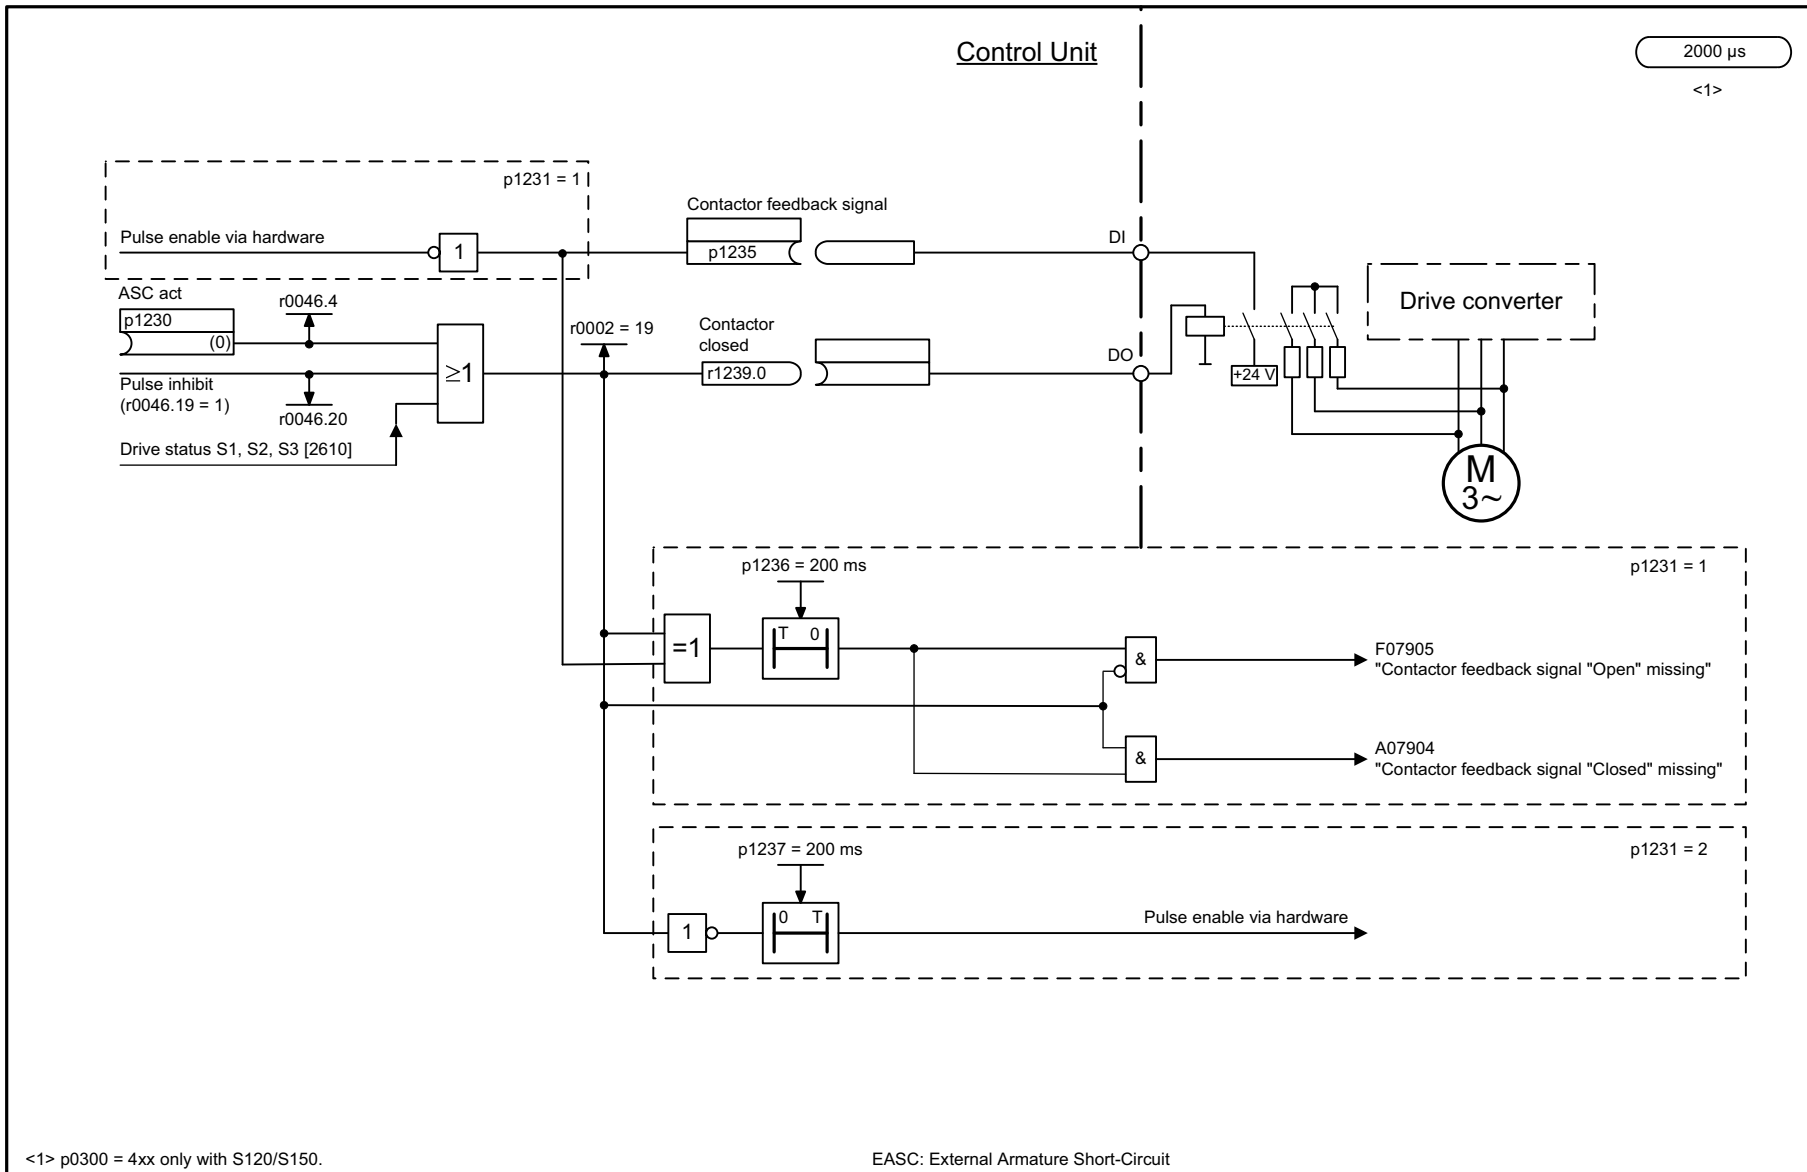 Control Unit
2000 µs
<1>
p1231 = 1
Pulse enable via hardware
1
Contactor feedback signal
p1235
DI
ASC act
p1230
(0)
r0046.4
Pulse inhibit
(r0046.19 = 1)
r0046.20
Drive status S1, S2, S3 [2610]
≥1
r0002 = 19
Contactor
closed
r1239.0
DO
+24 V
Drive converter
M
3~
p1231 = 1
p1236 = 200 ms
=1
T 0
&
F07905
"Contactor feedback signal "Open" missing"
&
A07904
"Contactor feedback signal "Closed" missing"
p1231 = 2
p1237 = 200 ms
1
0 T
Pulse enable via hardware
<1> p0300 = 4xx only with S120/S150.
EASC: External Armature Short-Circuit